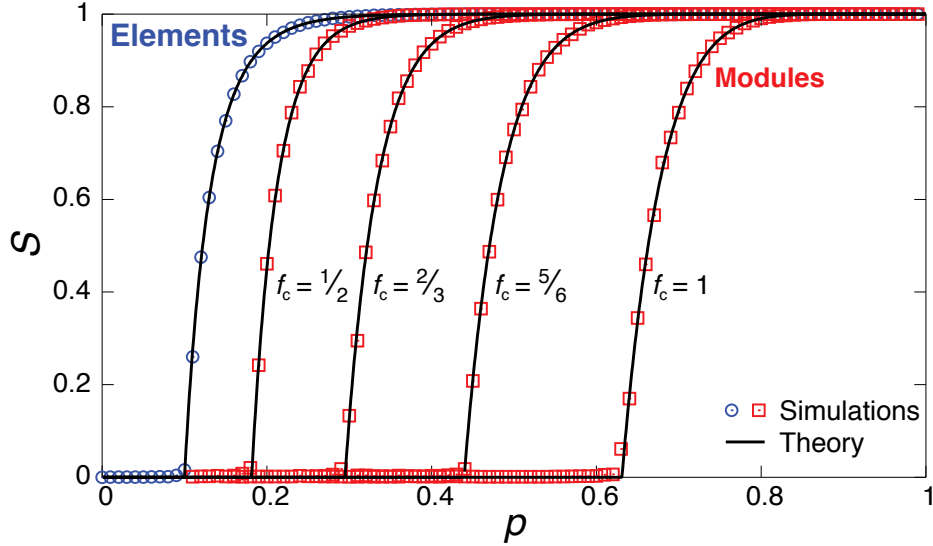 1
Elements
Modules
0.8
0.6
S
f_c = 1/2
f_c = 2/3
f_c = 5/6
f_c = 1
0.4
0.2
Simulations
Theory
0
0 0.2 0.4 0.6 0.8 1
p